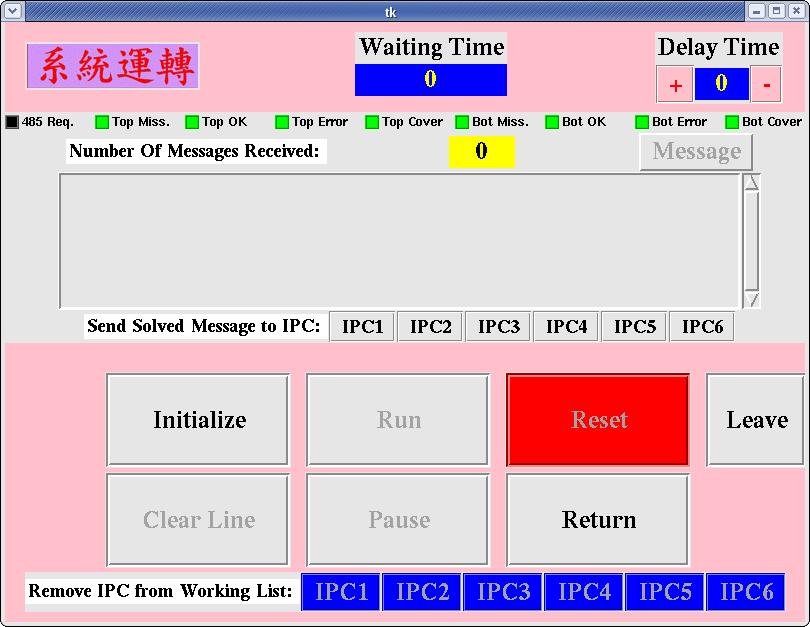 tk
系統運轉
Waiting Time
0
Delay Time
+ 0 -
485 Req. Top Miss. Top OK Top Error Top Cover Bot Miss. Bot OK Bot Error Bot Cover
Number Of Messages Received: 0 Message
Send Solved Message to IPC: IPC1 IPC2 IPC3 IPC4 IPC5 IPC6
Initialize Run Reset Leave
Clear Line Pause Return
Remove IPC from Working List: IPC1 IPC2 IPC3 IPC4 IPC5 IPC6